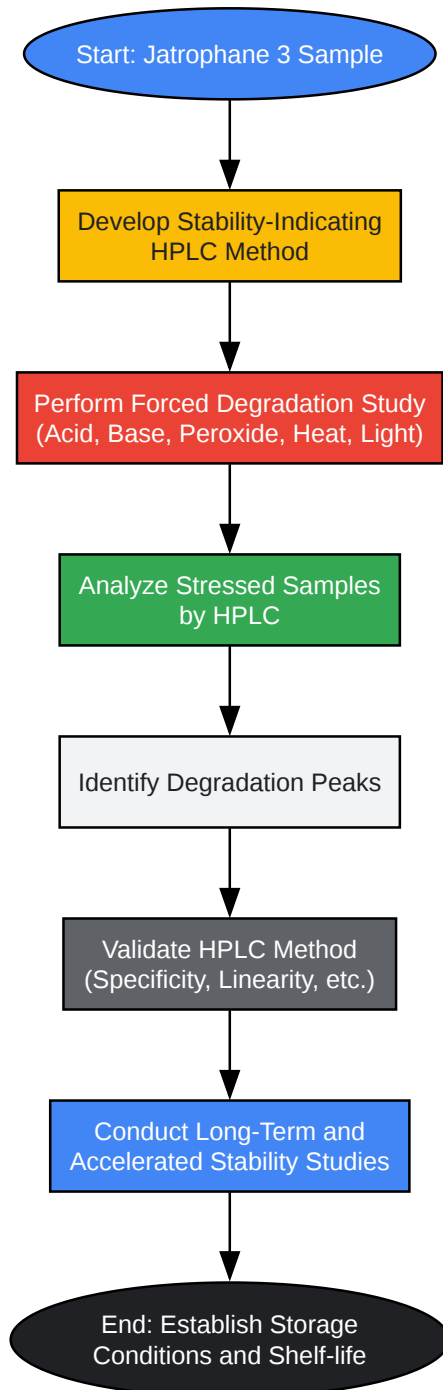 Start: Jatrophane 3 Sample
Develop Stability-Indicating
HPLC Method
Perform Forced Degradation Study
(Acid, Base, Peroxide, Heat, Light)
Analyze Stressed Samples
by HPLC
Identify Degradation Peaks
Validate HPLC Method
(Specificity, Linearity, etc.)
Conduct Long-Term and
Accelerated Stability Studies
End: Establish Storage
Conditions and Shelf-life